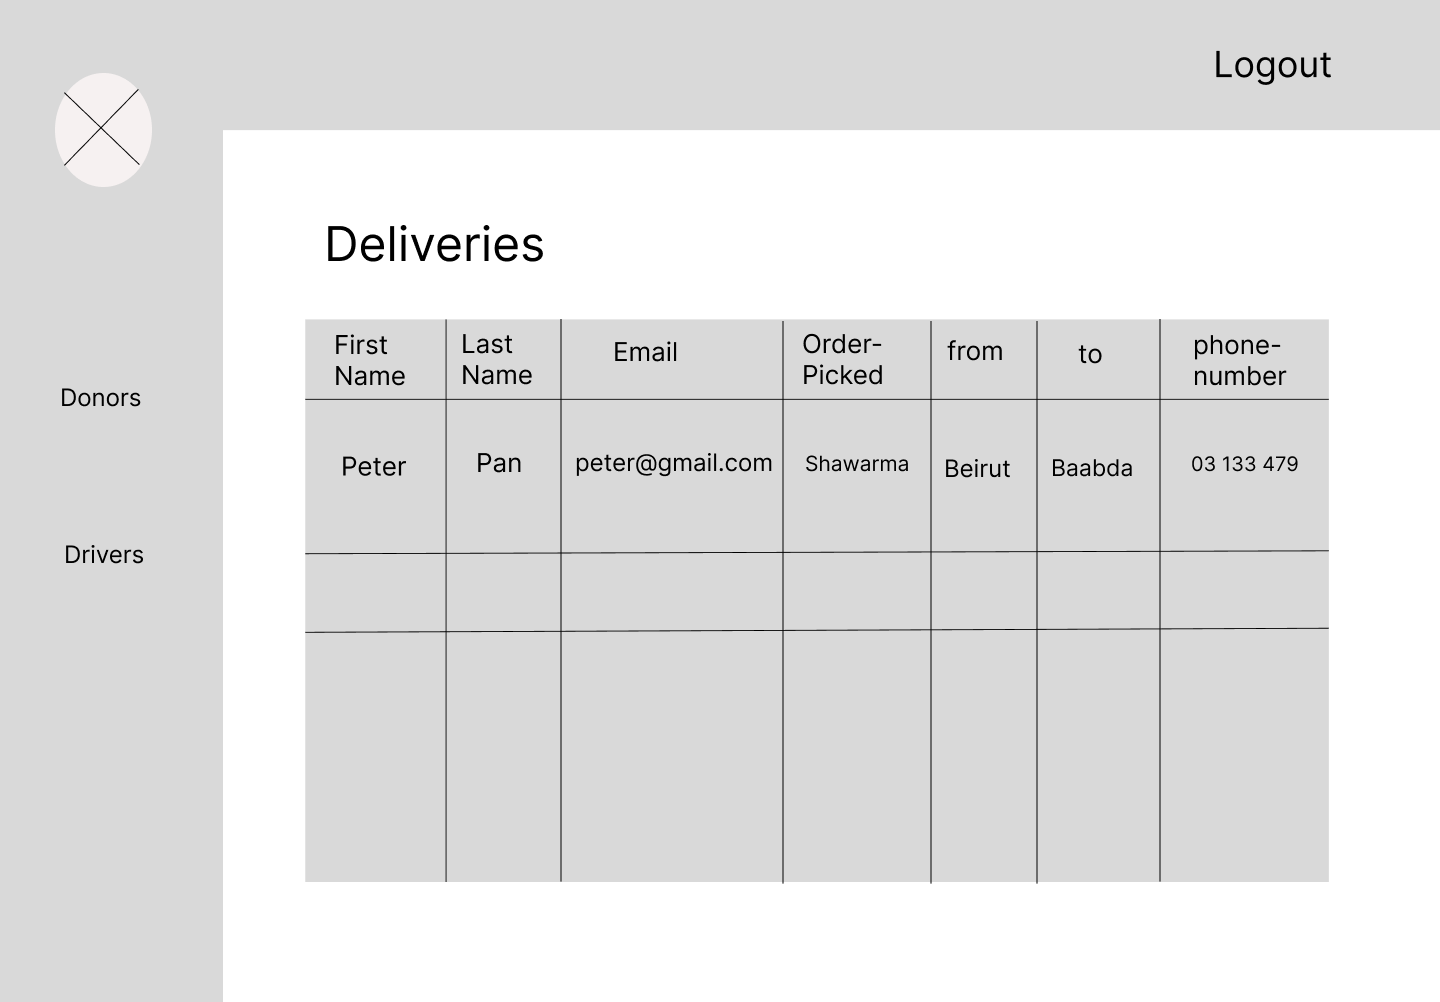 Logout
Donors
Drivers
Deliveries
First
Name
Last
Name
Email
Order-
Picked
from
to
phone-
number
Peter
Pan
peter@gmail.com
Shawarma
Beirut
Baabda
03 133 479